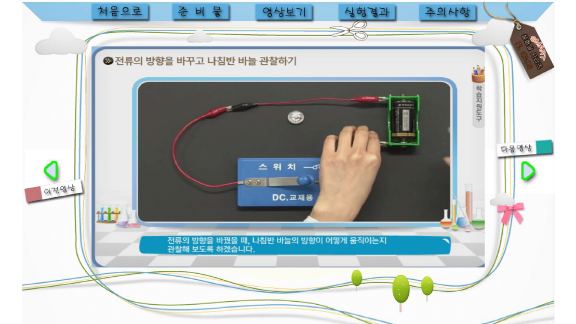 처음으로
준 비 물
영상보기
실험결과
주의사항
전류의 방향을 바꾸고 나침반 바늘 관찰하기
학습지원도구
스 위 치
DC.교재용
이전영상
다음영상
전류의 방향을 바꿨을 때, 나침반 바늘의 방향이 어떻게 움직이는지
관찰해 보도록 하겠습니다.